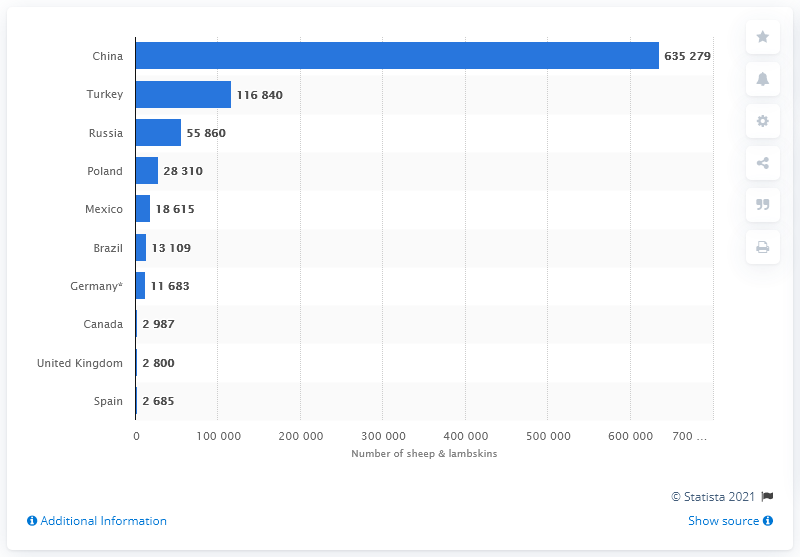 China 635 279
Turkey 116 840
Russia 55 860
Poland 28 310
Mexico 18 615
Brazil 13 109
Germany* 11 683
Canada 2 987
United Kingdom 2 800
Spain 2 685
0 100 000 200 000 300 000 400 000 500 000 600 000 700 ...
Number of sheep & lambskins
© Statista 2021
Additional Information Show source